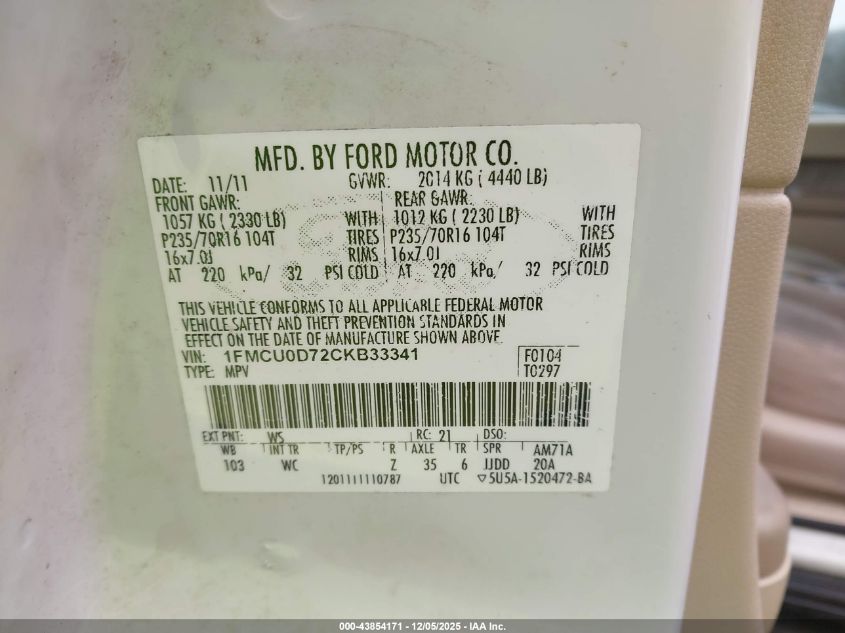 MFD. BY FORD MOTOR CO.
DATE: 11/11 GVWR: 2014 KG ( 4440 LB)
FRONT GAWR: REAR GAWR:
1057 KG ( 2330 LB) WITH 1012 KG ( 2230 LB) WITH
P235/70R16 104T TIRES P235/70R16 104T TIRES
16x7.0J RIMS 16x7.0J RIMS
AT 220 kPa/ 32 PSI COLD AT 220 kPa/ 32 PSI COLD
THIS VEHICLE CONFORMS TO ALL APPLICABLE FEDERAL MOTOR
VEHICLE SAFETY AND THEFT PREVENTION STANDARDS IN
EFFECT ON THE DATE OF MANUFACTURE SHOWN ABOVE.
VIN: 1FMCU0D72CKB33341 F0104
TYPE: MPV T0297
EXT PNT: WS RC: 21 DSO:
WB INT TR TP/PS R AXLE TR SPR AM71A
103 WC Z 35 6 JJDD 20A
1201111110787 UTC ▽5U5A-1520472-BA
000-43854171 - 12/05/2025 - IAA Inc.